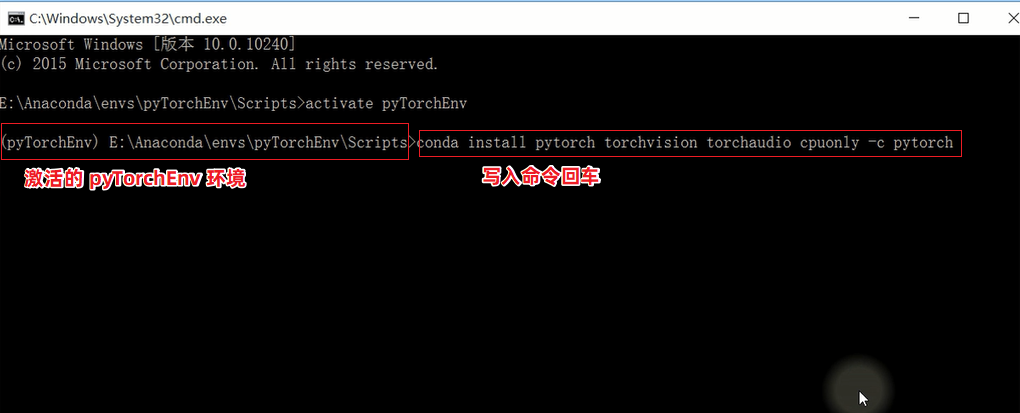 C:\Windows\System32\cmd.exe
Microsoft Windows [版本 10.0.10240]
(c) 2015 Microsoft Corporation. All rights reserved.
E:\Anaconda\envs\pyTorchEnv\Scripts>activate pyTorchEnv
(pyTorchEnv) E:\Anaconda\envs\pyTorchEnv\Scripts>conda install pytorch torchvision torchaudio cpuonly -c pytorch
激活的 pyTorchEnv 环境
写入命令回车